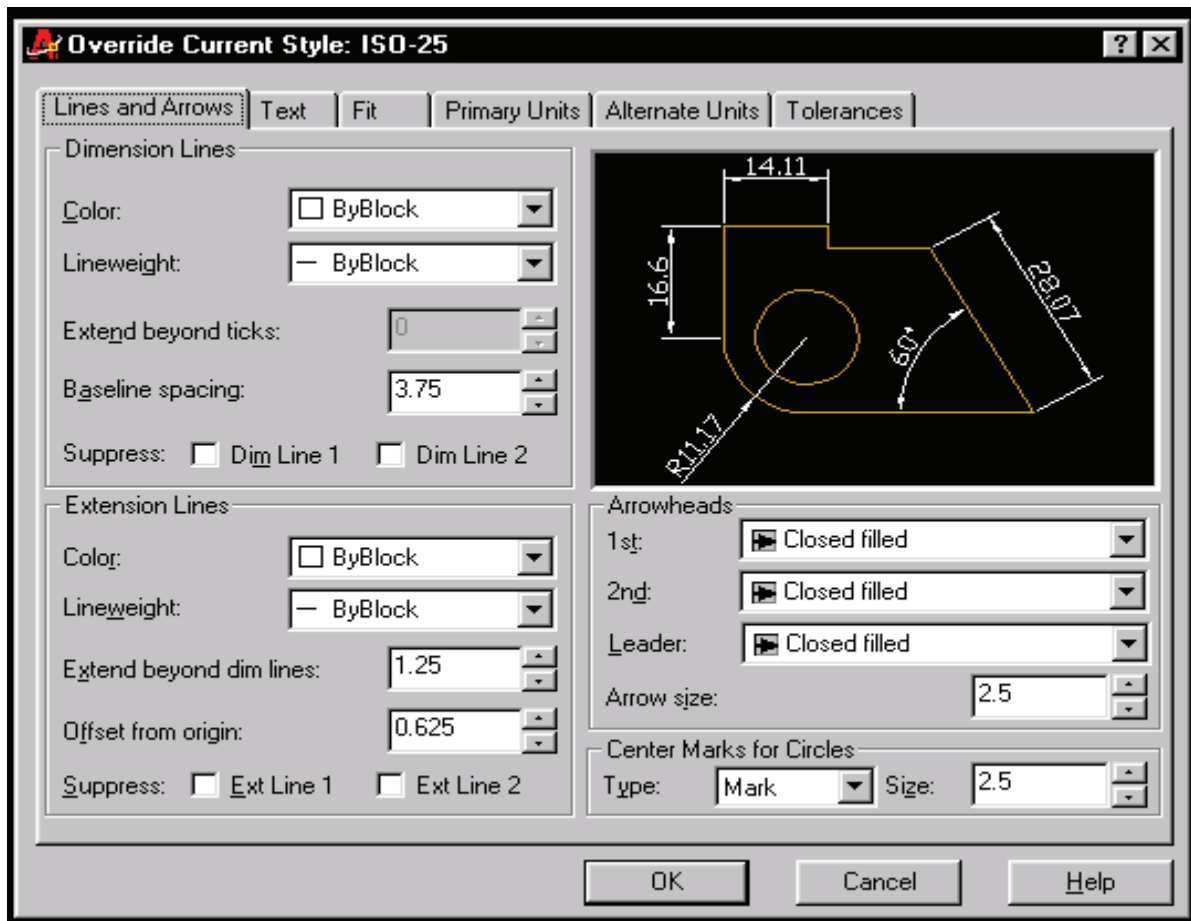 Override Current Style: ISO-25
Lines and Arrows Text Fit Primary Units Alternate Units Tolerances
Dimension Lines
Color: ByBlock
Lineweight: ByBlock
Extend beyond ticks: 0
Baseline spacing: 3.75
Suppress: Dim Line 1 Dim Line 2
Extension Lines
Color: ByBlock
Lineweight: ByBlock
Extend beyond dim lines: 1.25
Offset from origin: 0.625
Suppress: Ext Line 1 Ext Line 2
14.11
16.6
28.07
60°
R11.17
Arrowheads
1st: Closed filled
2nd: Closed filled
Leader: Closed filled
Arrow size: 2.5
Center Marks for Circles
Type: Mark Size: 2.5
OK Cancel Help